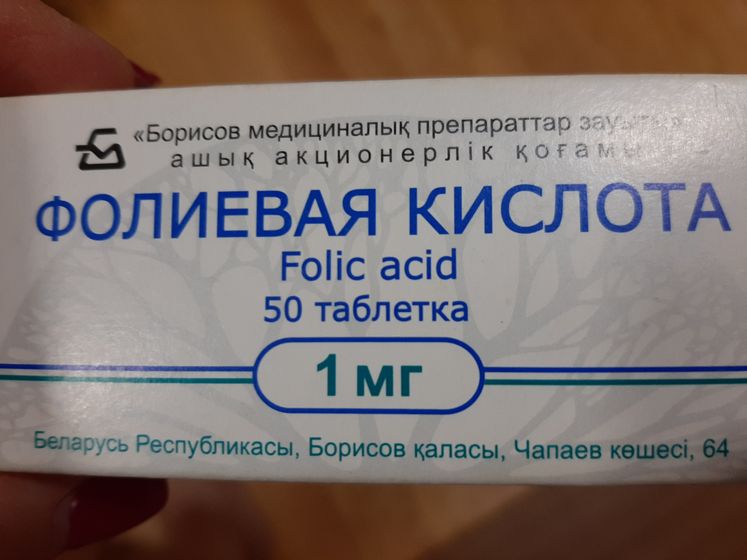 «Борисов медициналық препараттар зауыты»
ашық акционерлік қоғамы
ФОЛИЕВАЯ КИСЛОТА
Folic acid
50 таблетка
1 мг
Беларусь Республикасы, Борисов қаласы, Чапаев көшесі, 64